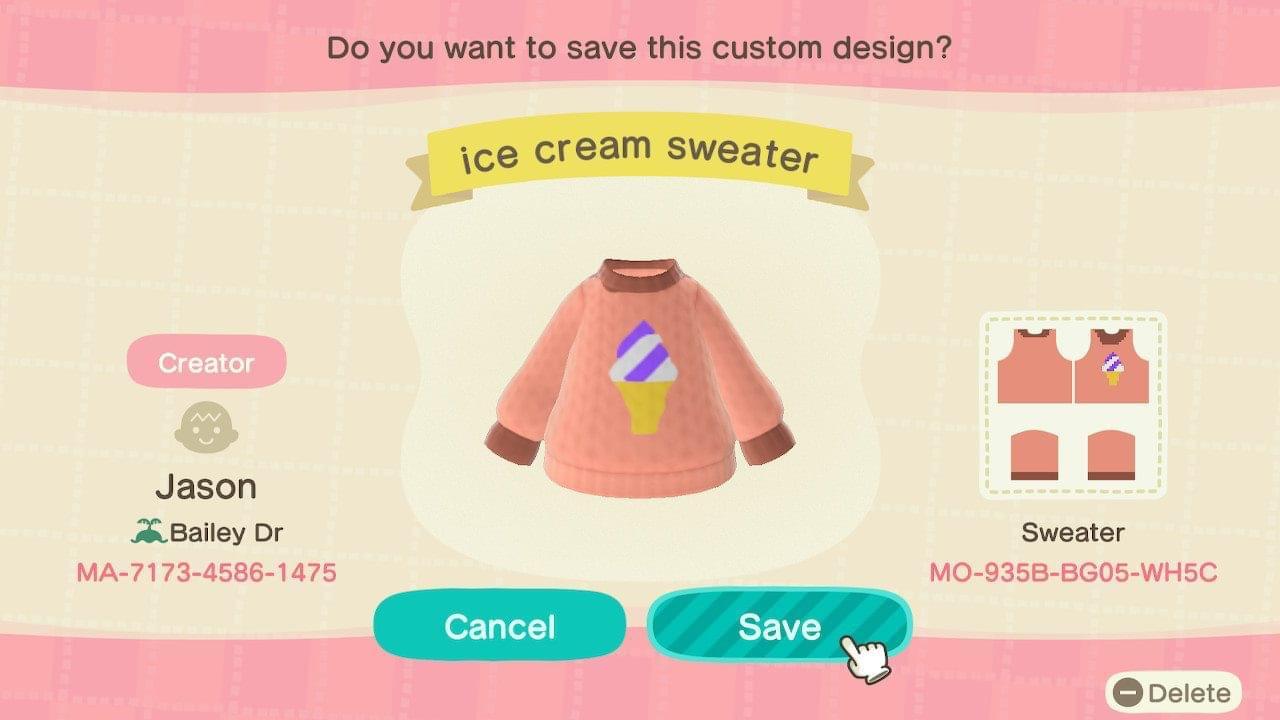 Do you want to save this custom design?
ice cream sweater
Creator
Jason
Bailey Dr
MA-7173-4586-1475
Sweater
MO-935B-BG05-WH5C
Cancel
Save
Delete